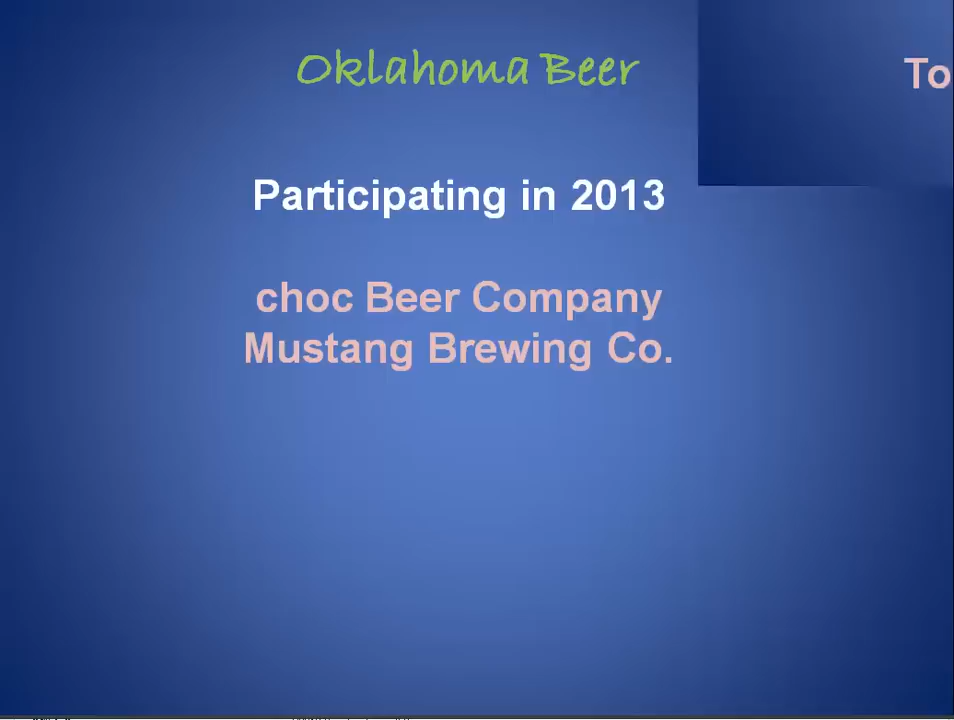 Oklahoma Beer
To
Participating in 2013
choc Beer Company
Mustang Brewing Co.